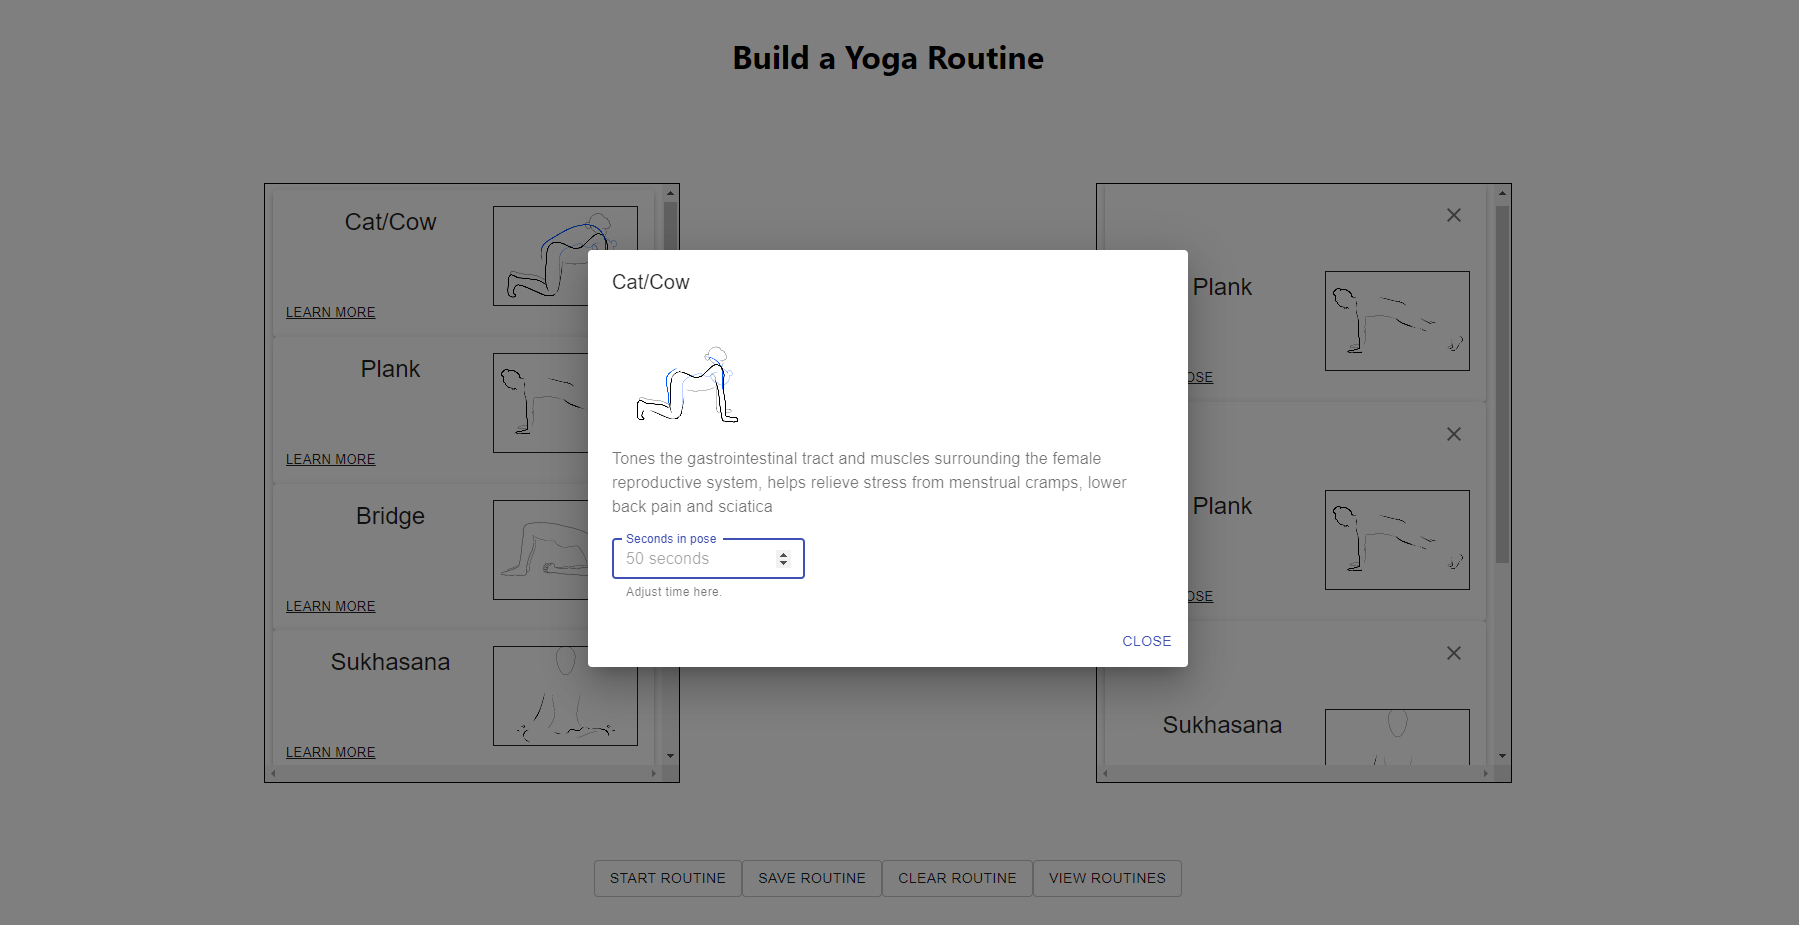 Build a Yoga Routine
Cat/Cow
LEARN MORE
Plank
LEARN MORE
Bridge
LEARN MORE
Sukhasana
LEARN MORE
Cat/Cow
Tones the gastrointestinal tract and muscles surrounding the female
reproductive system, helps relieve stress from menstrual cramps, lower
back pain and sciatica
Seconds in pose
50 seconds
Adjust time here.
CLOSE
Plank
OSE
Plank
OSE
Sukhasana
START ROUTINE
SAVE ROUTINE
CLEAR ROUTINE
VIEW ROUTINES